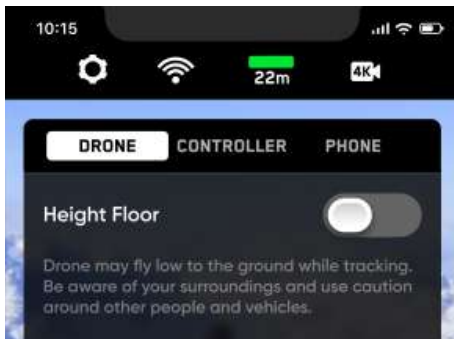 10:15
22m
4K
DRONE CONTROLLER PHONE
Height Floor
Drone may fly low to the ground while tracking.
Be aware of your surroundings and use caution
around other people and vehicles.